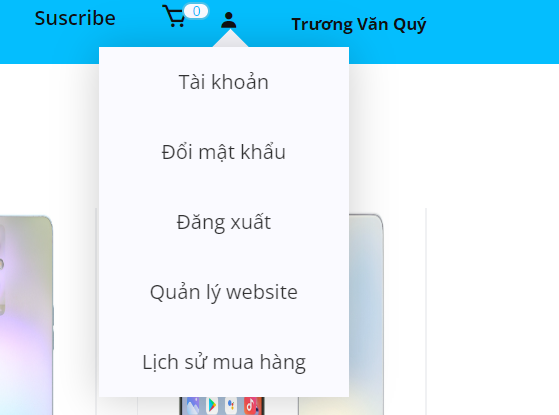 Suscribe
0
Trương Văn Quý
Tài khoản
Đổi mật khẩu
Đăng xuất
Quản lý website
Lịch sử mua hàng